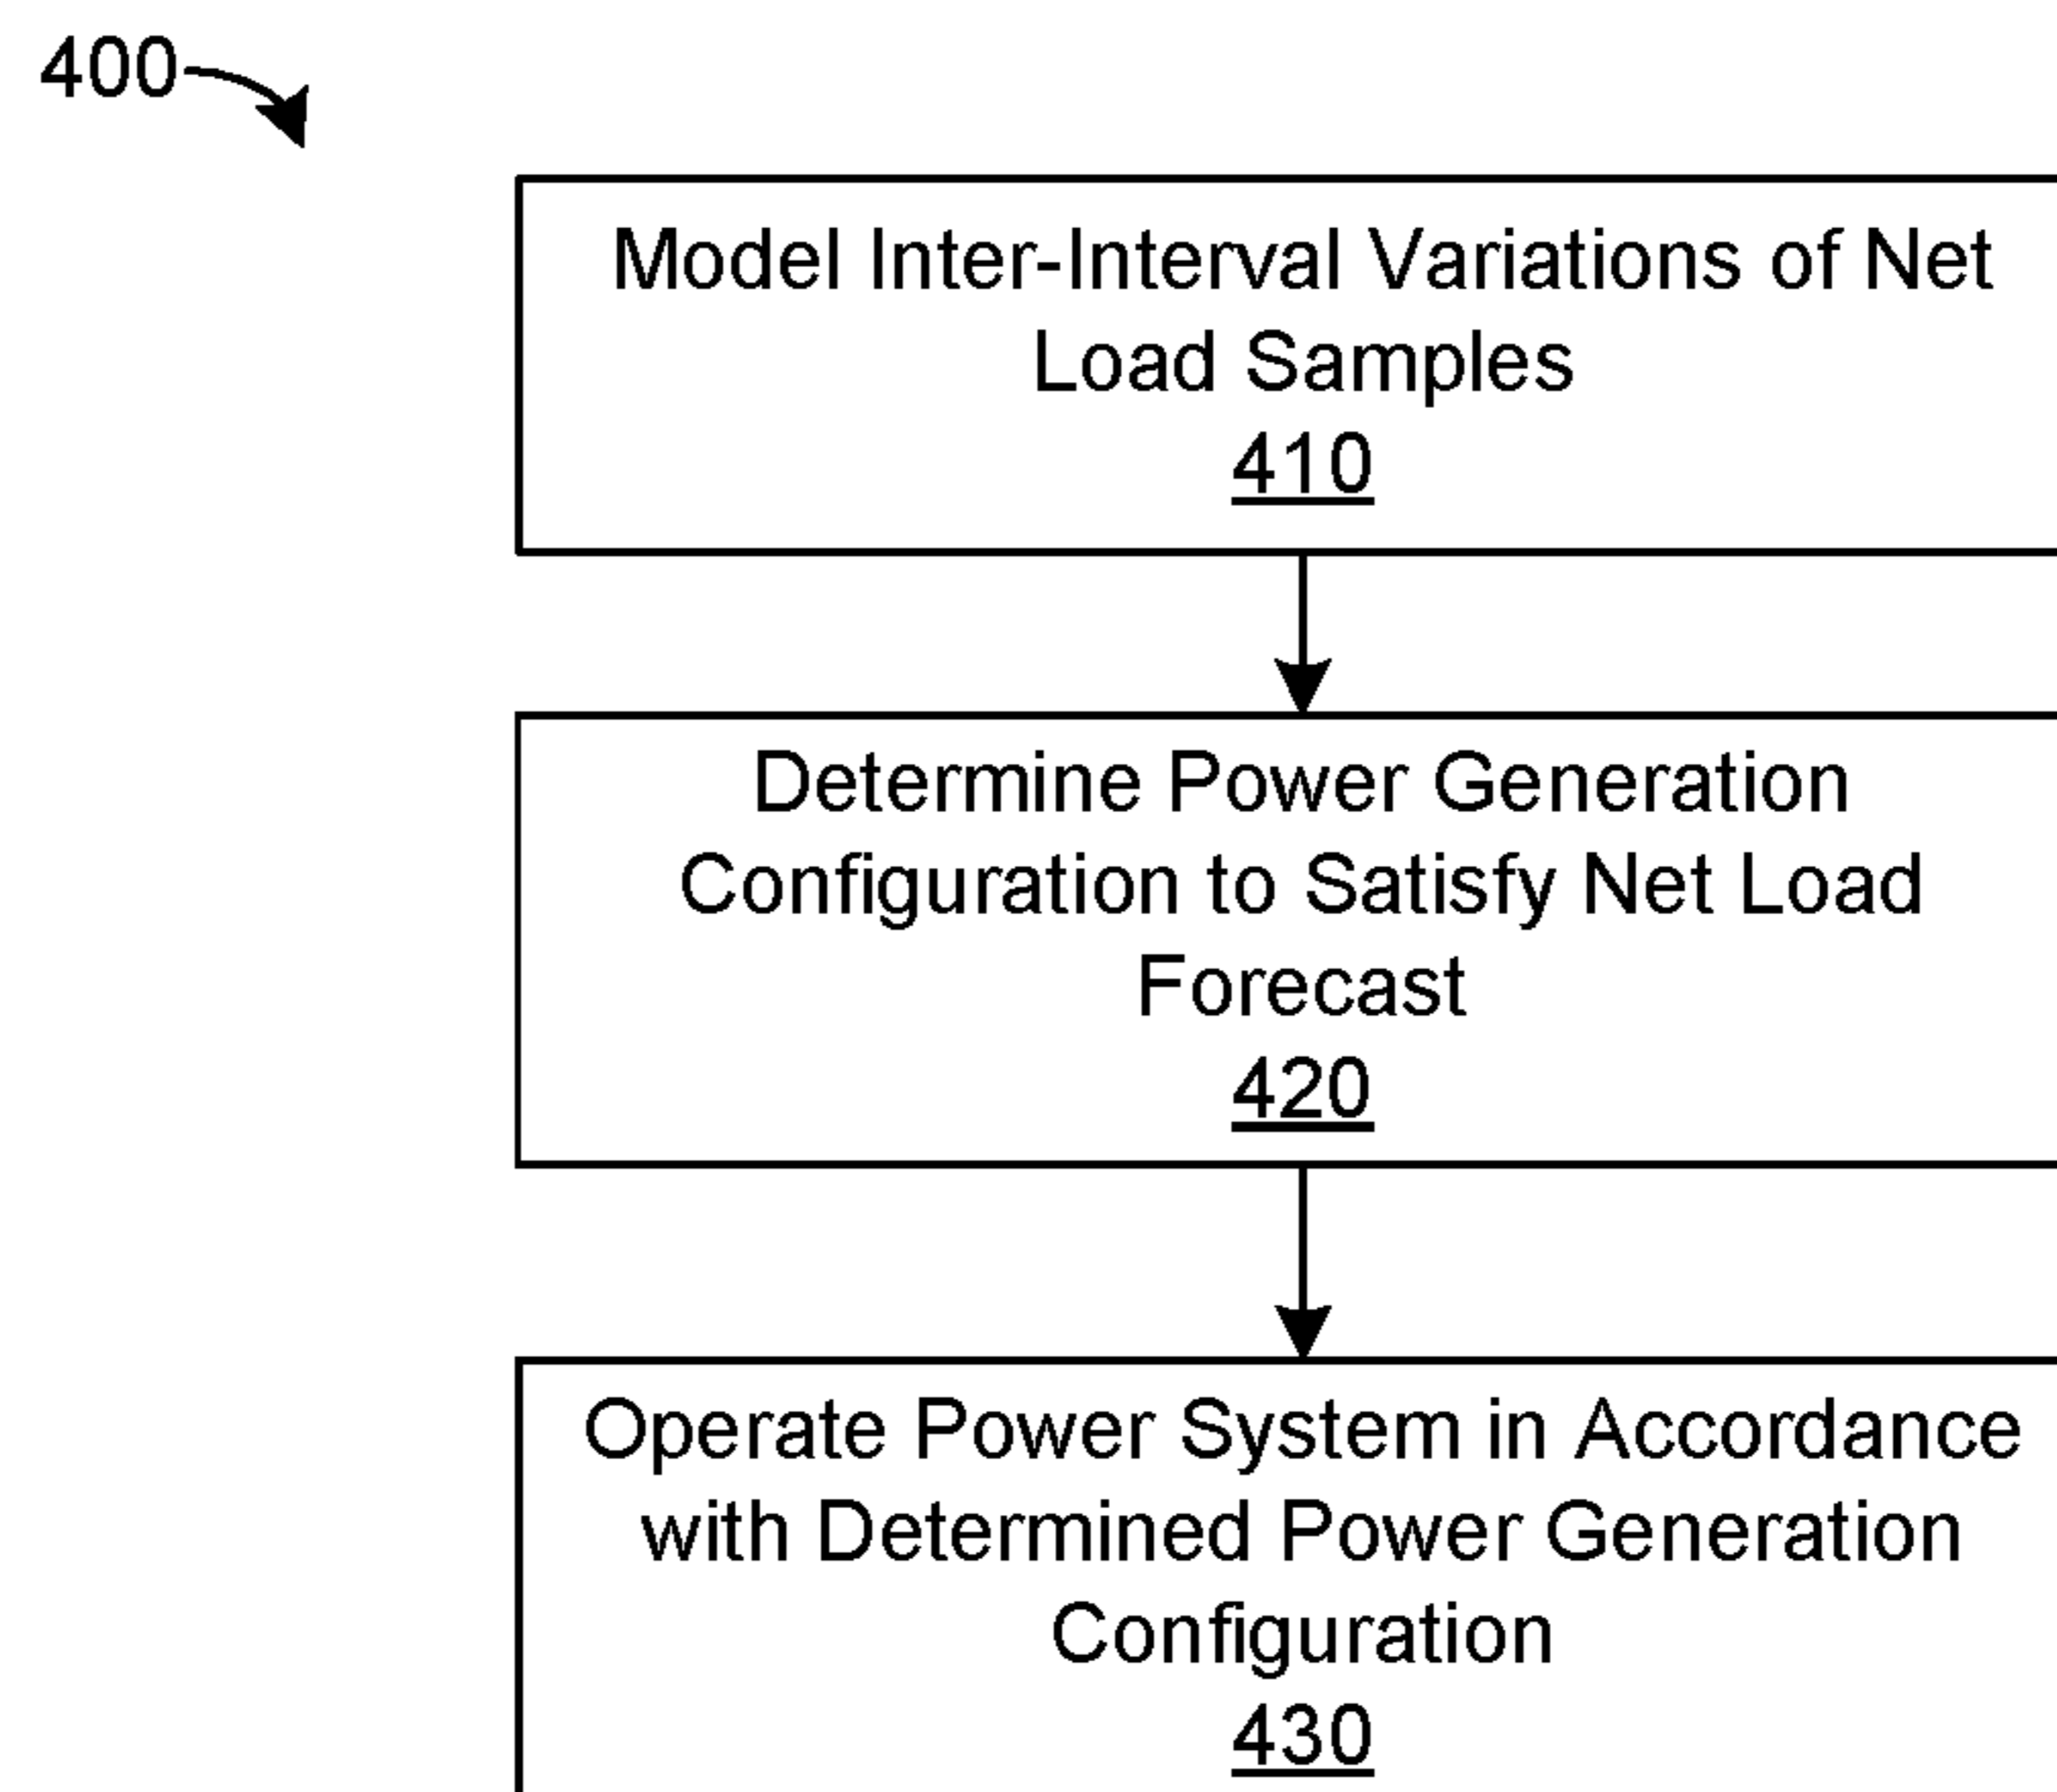 400
Model Inter-Interval Variations of Net
Load Samples
410
Determine Power Generation
Configuration to Satisfy Net Load
Forecast
420
Operate Power System in Accordance
with Determined Power Generation
Configuration
430